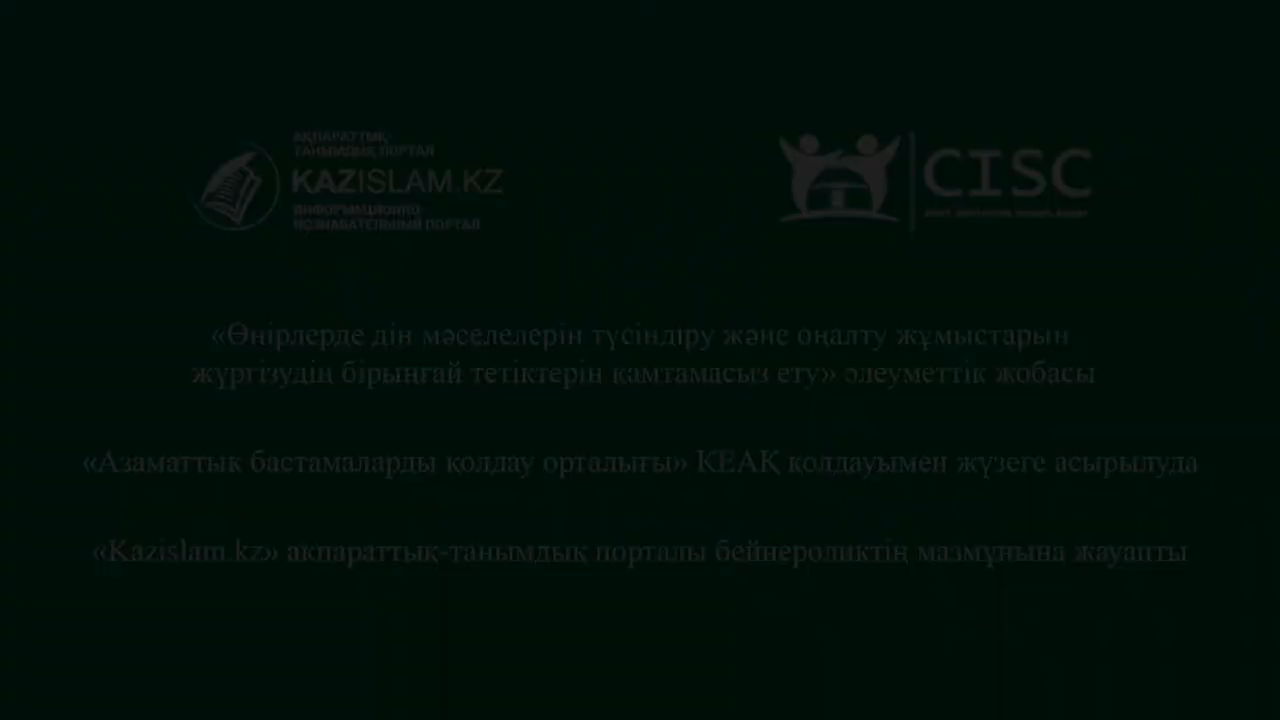 АҚПАРАТТЫҚ
ТАНЫМДЫҚ ПОРТАЛ
KAZISLAM.KZ
ИНФОРМАЦИОННО
ПОЗНАВАТЕЛЬНЫЙ ПОРТАЛ
CISC
«Өңірлерде дін мәселелерін түсіндіру және оңалту жұмыстарын
жүргізудің бірыңғай тетіктерін қамтамасыз ету» әлеуметтік жобасы
«Азаматтық бастамаларды қолдау орталығы» КЕАҚ қолдауымен жүзеге асырылуда
«Kazislam.kz» ақпараттық-танымдық порталы бейнероликтің мазмұнына жауапты